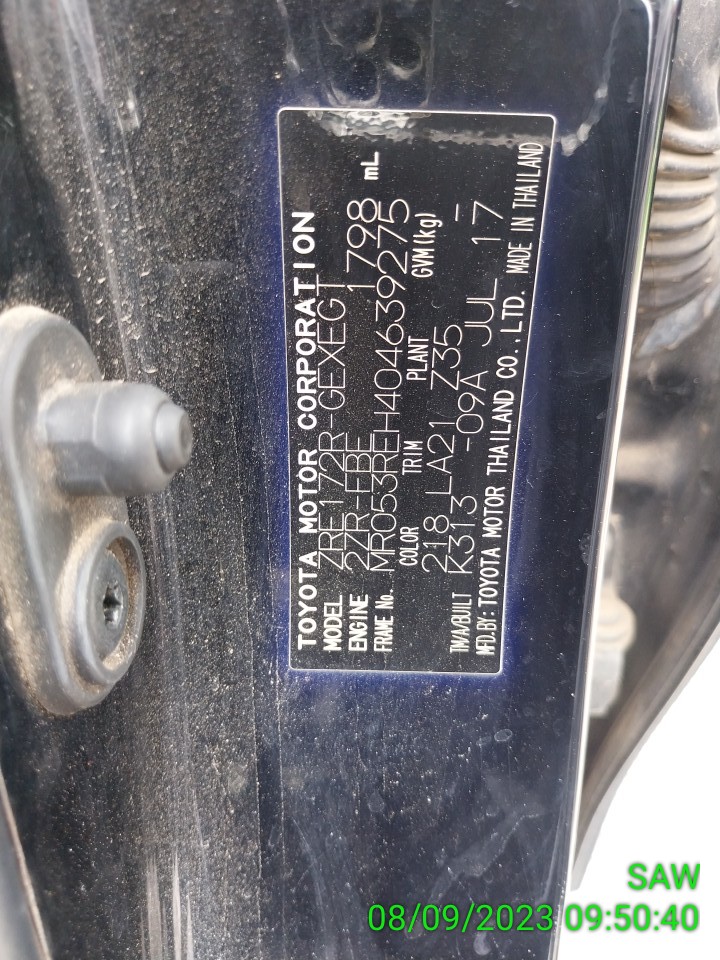 TOYOTA MOTOR CORPORATION
MODEL ZRE172R-GEXEGT
ENGINE 2ZR-FBE 1798 mL
FRAME No. MR053REH404639275
COLOR TRIM PLANT GVM(kg)
218 LA21 Z35 -
TM/A/BUILT K313 -09A JUL 17
MFD.BY:TOYOTA MOTOR THAILAND CO.,LTD. MADE IN THAILAND
SAW
08/09/2023 09:50:40